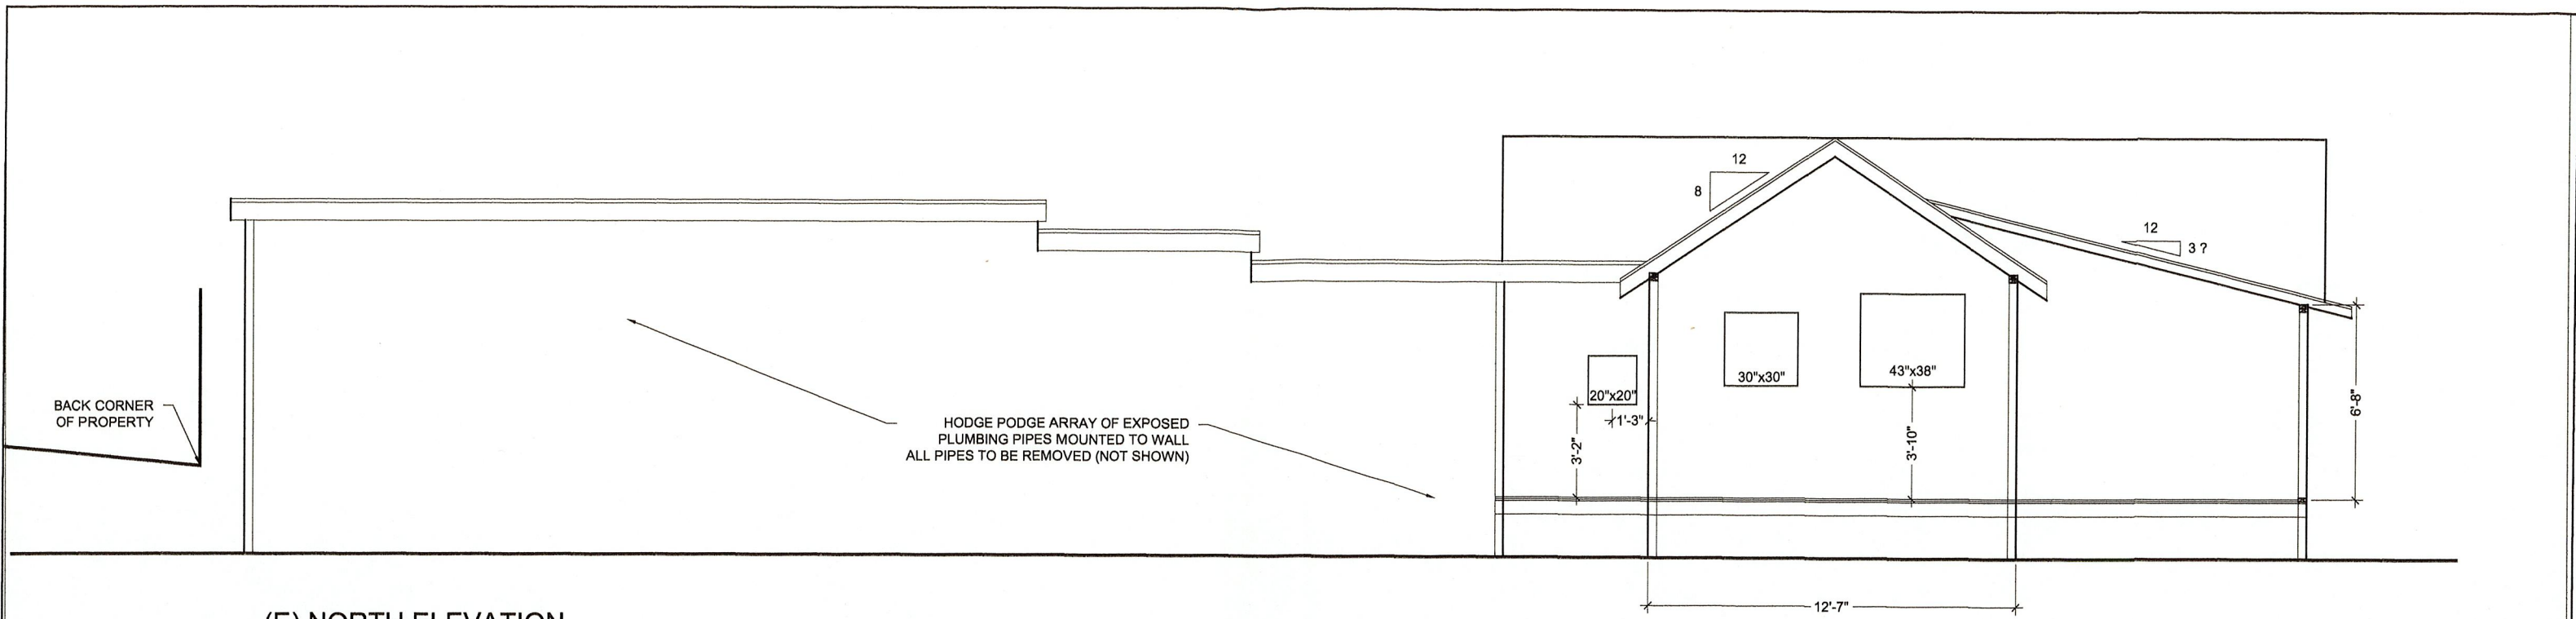 12
8
12
3 ?
30"x30"
43"x38"
20"x20"
1'-3"
3'-2"
3'-10"
6'-8"
BACK CORNER
OF PROPERTY
HODGE PODGE ARRAY OF EXPOSED
PLUMBING PIPES MOUNTED TO WALL
ALL PIPES TO BE REMOVED (NOT SHOWN)
12'-7"
(E) NORTH ELEVATION